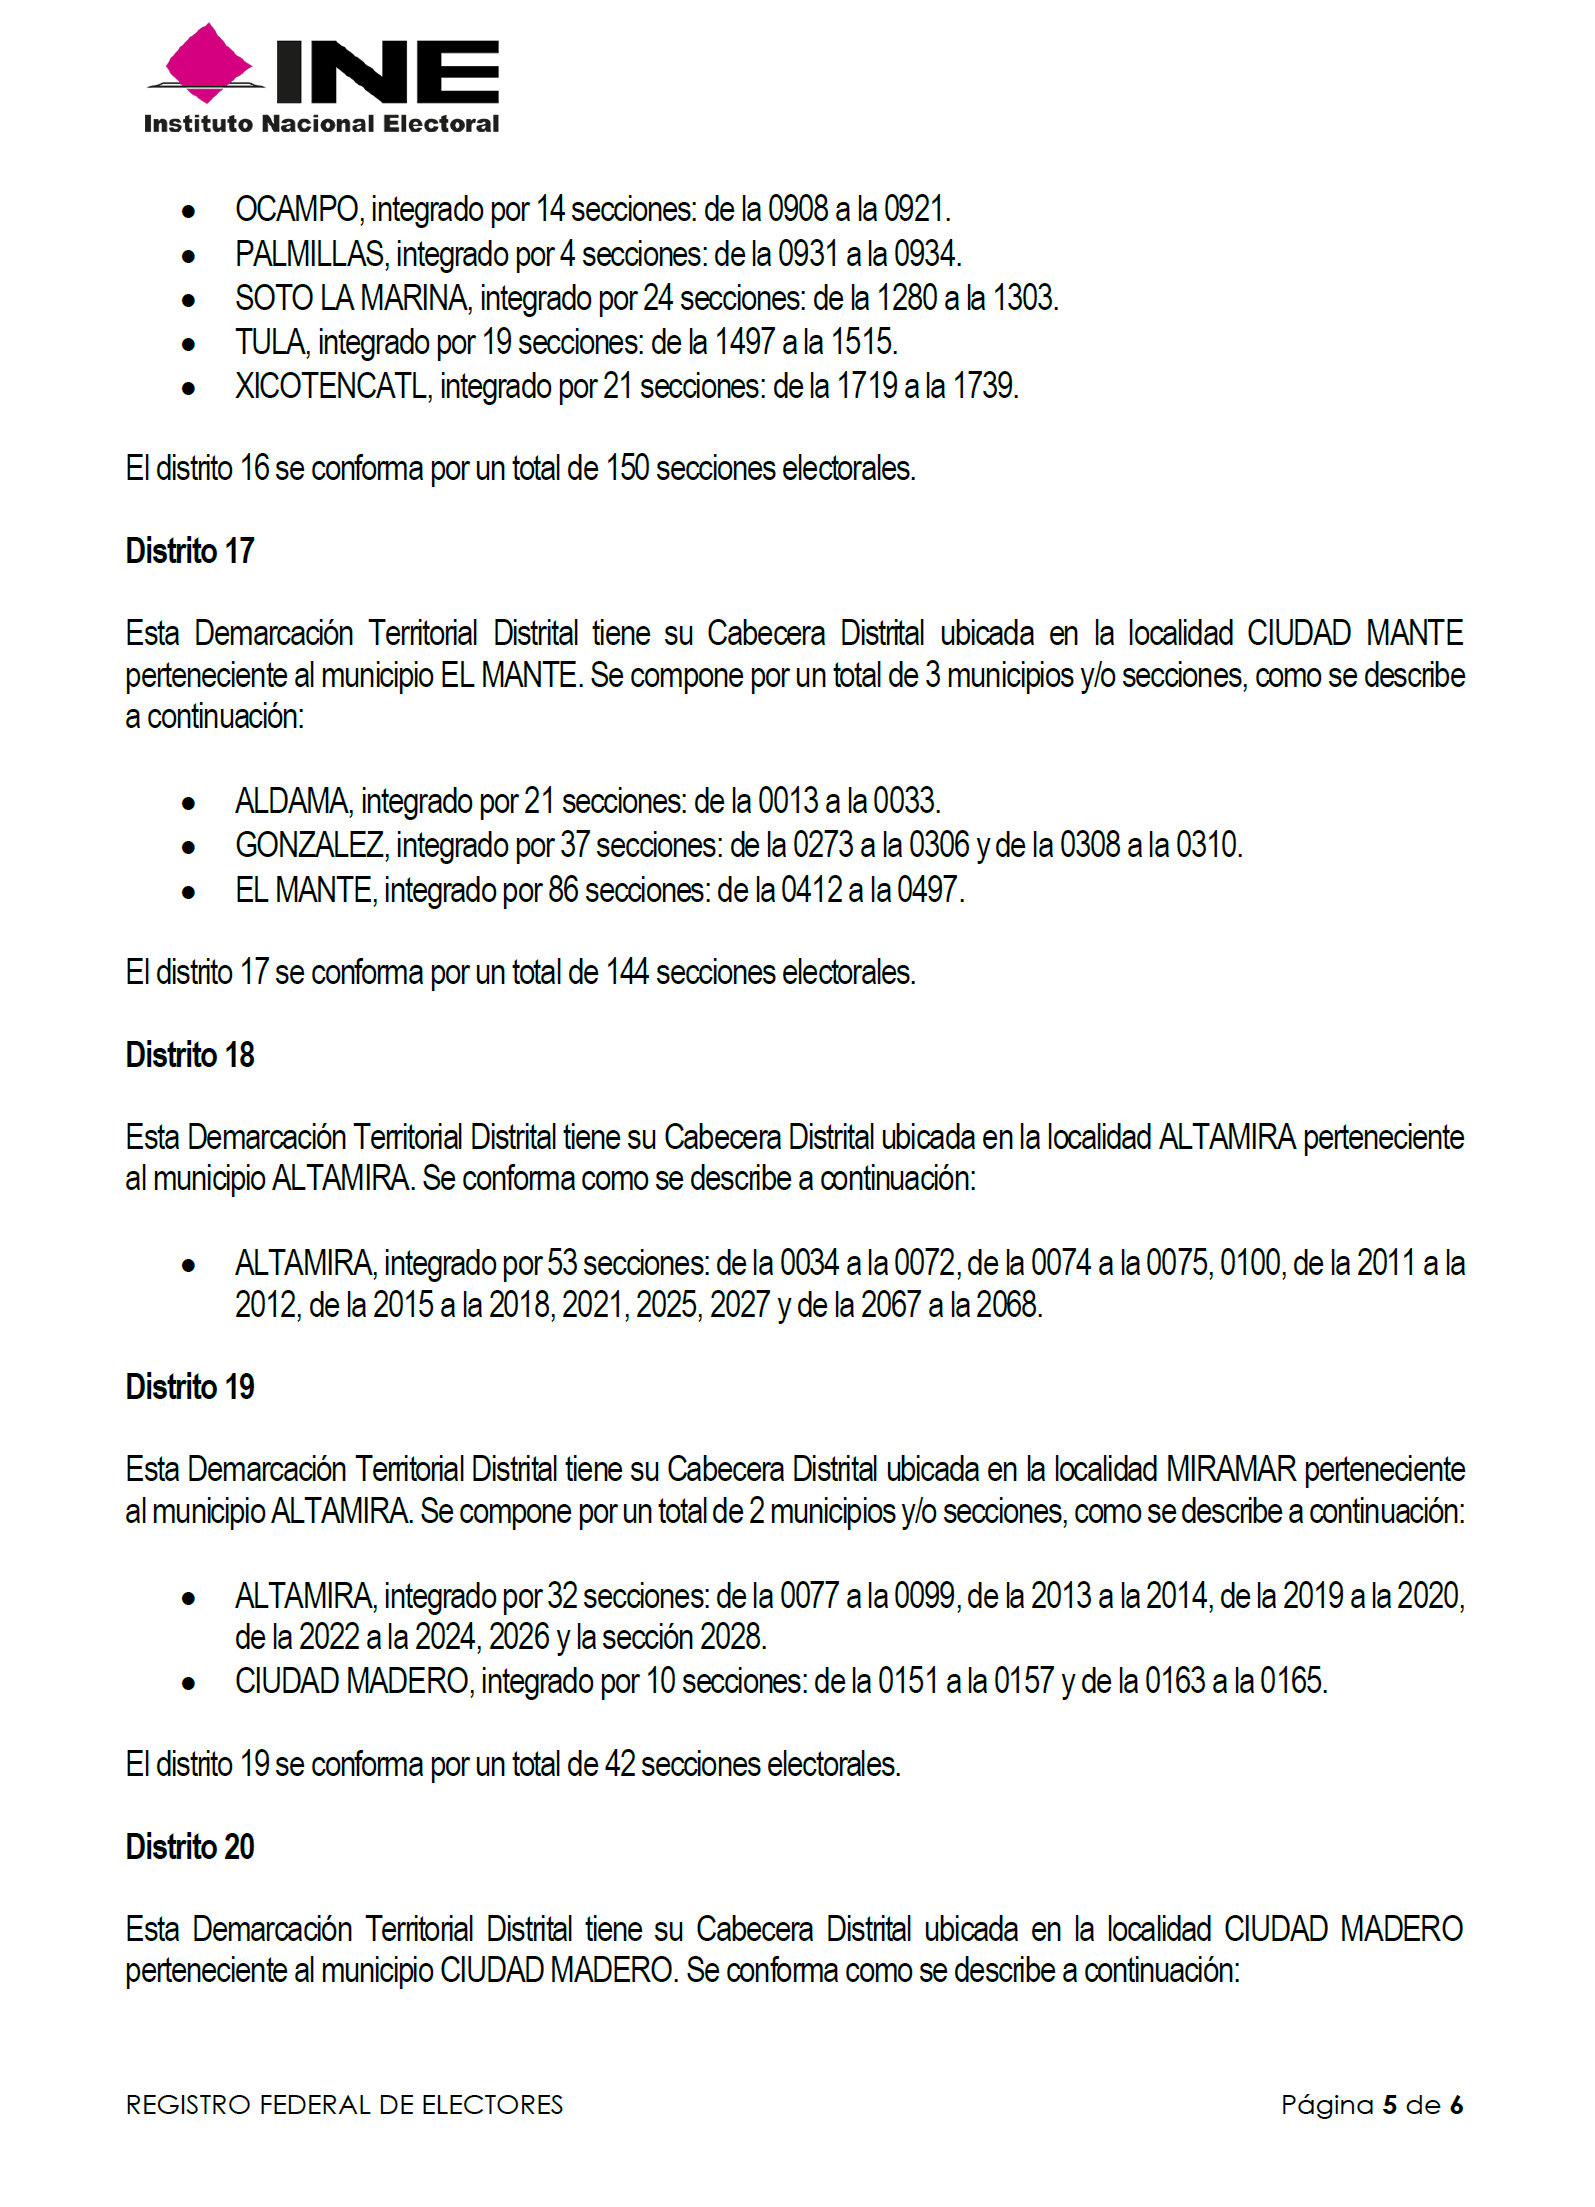 INE
Instituto Nacional Electoral
● OCAMPO, integrado por 14 secciones: de la 0908 a la 0921.
● PALMILLAS, integrado por 4 secciones: de la 0931 a la 0934.
● SOTO LA MARINA, integrado por 24 secciones: de la 1280 a la 1303.
● TULA, integrado por 19 secciones: de la 1497 a la 1515.
● XICOTENCATL, integrado por 21 secciones: de la 1719 a la 1739.
El distrito 16 se conforma por un total de 150 secciones electorales.
Distrito 17
Esta Demarcación Territorial Distrital tiene su Cabecera Distrital ubicada en la localidad CIUDAD MANTE
perteneciente al municipio EL MANTE. Se compone por un total de 3 municipios y/o secciones, como se describe
a continuación:
● ALDAMA, integrado por 21 secciones: de la 0013 a la 0033.
● GONZALEZ, integrado por 37 secciones: de la 0273 a la 0306 y de la 0308 a la 0310.
● EL MANTE, integrado por 86 secciones: de la 0412 a la 0497.
El distrito 17 se conforma por un total de 144 secciones electorales.
Distrito 18
Esta Demarcación Territorial Distrital tiene su Cabecera Distrital ubicada en la localidad ALTAMIRA perteneciente
al municipio ALTAMIRA. Se conforma como se describe a continuación:
● ALTAMIRA, integrado por 53 secciones: de la 0034 a la 0072, de la 0074 a la 0075, 0100, de la 2011 a la
2012, de la 2015 a la 2018, 2021, 2025, 2027 y de la 2067 a la 2068.
Distrito 19
Esta Demarcación Territorial Distrital tiene su Cabecera Distrital ubicada en la localidad MIRAMAR perteneciente
al municipio ALTAMIRA. Se compone por un total de 2 municipios y/o secciones, como se describe a continuación:
● ALTAMIRA, integrado por 32 secciones: de la 0077 a la 0099, de la 2013 a la 2014, de la 2019 a la 2020,
de la 2022 a la 2024, 2026 y la sección 2028.
● CIUDAD MADERO, integrado por 10 secciones: de la 0151 a la 0157 y de la 0163 a la 0165.
El distrito 19 se conforma por un total de 42 secciones electorales.
Distrito 20
Esta Demarcación Territorial Distrital tiene su Cabecera Distrital ubicada en la localidad CIUDAD MADERO
perteneciente al municipio CIUDAD MADERO. Se conforma como se describe a continuación:
REGISTRO FEDERAL DE ELECTORES Página 5 de 6